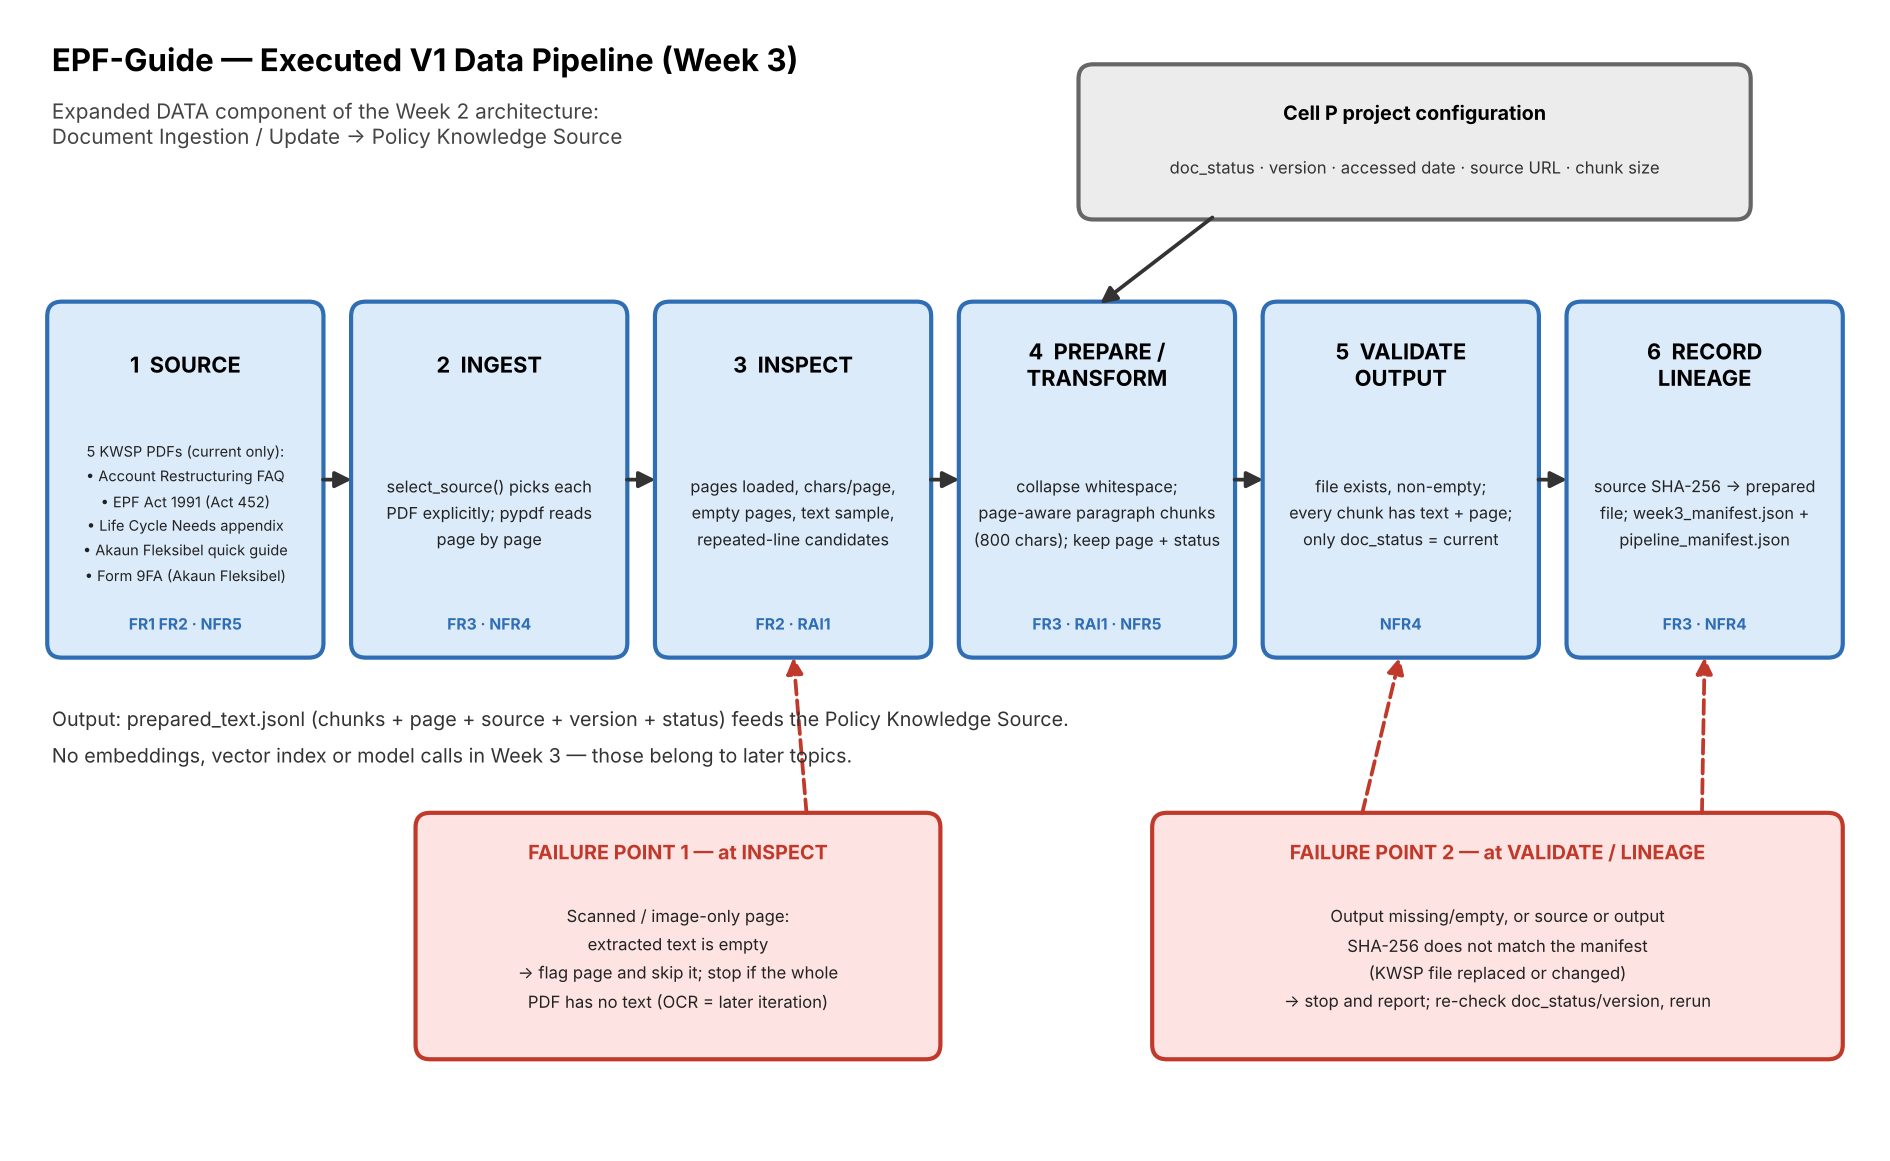 EPF-Guide — Executed V1 Data Pipeline (Week 3)
Expanded DATA component of the Week 2 architecture:
Document Ingestion / Update → Policy Knowledge Source
Cell P project configuration
doc_status · version · accessed date · source URL · chunk size
1 SOURCE
5 KWSP PDFs (current only):
• Account Restructuring FAQ
• EPF Act 1991 (Act 452)
• Life Cycle Needs appendix
• Akaun Fleksibel quick guide
• Form 9FA (Akaun Fleksibel)
FR1 FR2 · NFR5
2 INGEST
select_source() picks each
PDF explicitly; pypdf reads
page by page
FR3 · NFR4
3 INSPECT
pages loaded, chars/page,
empty pages, text sample,
repeated-line candidates
FR2 · RAI1
4 PREPARE /
TRANSFORM
collapse whitespace;
page-aware paragraph chunks
(800 chars); keep page + status
FR3 · RAI1 · NFR5
5 VALIDATE
OUTPUT
file exists, non-empty;
every chunk has text + page;
only doc_status = current
NFR4
6 RECORD
LINEAGE
source SHA-256 → prepared
file; week3_manifest.json +
pipeline_manifest.json
FR3 · NFR4
Output: prepared_text.jsonl (chunks + page + source + version + status) feeds the Policy Knowledge Source.
No embeddings, vector index or model calls in Week 3 — those belong to later topics.
FAILURE POINT 1 — at INSPECT
Scanned / image-only page:
extracted text is empty
→ flag page and skip it; stop if the whole
PDF has no text (OCR = later iteration)
FAILURE POINT 2 — at VALIDATE / LINEAGE
Output missing/empty, or source or output
SHA-256 does not match the manifest
(KWSP file replaced or changed)
→ stop and report; re-check doc_status/version, rerun